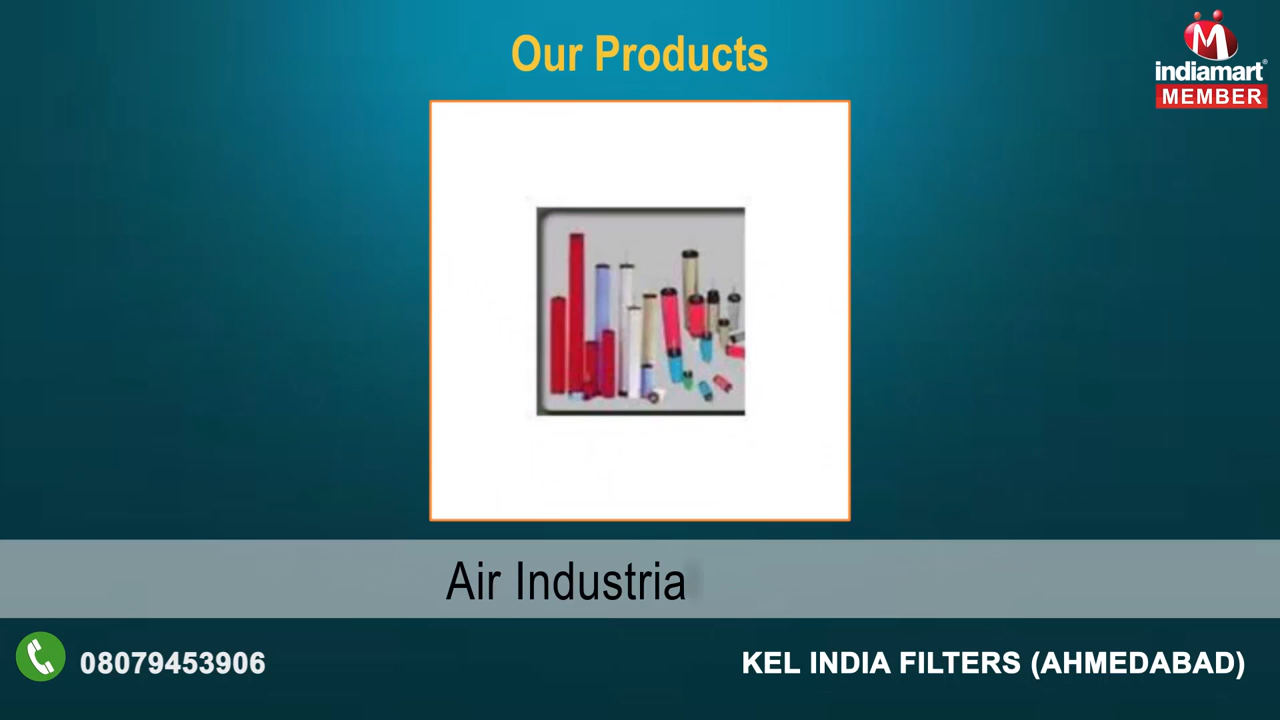 Our Products
indiamart
MEMBER
Air Industria
08079453906
KEL INDIA FILTERS (AHMEDABAD)